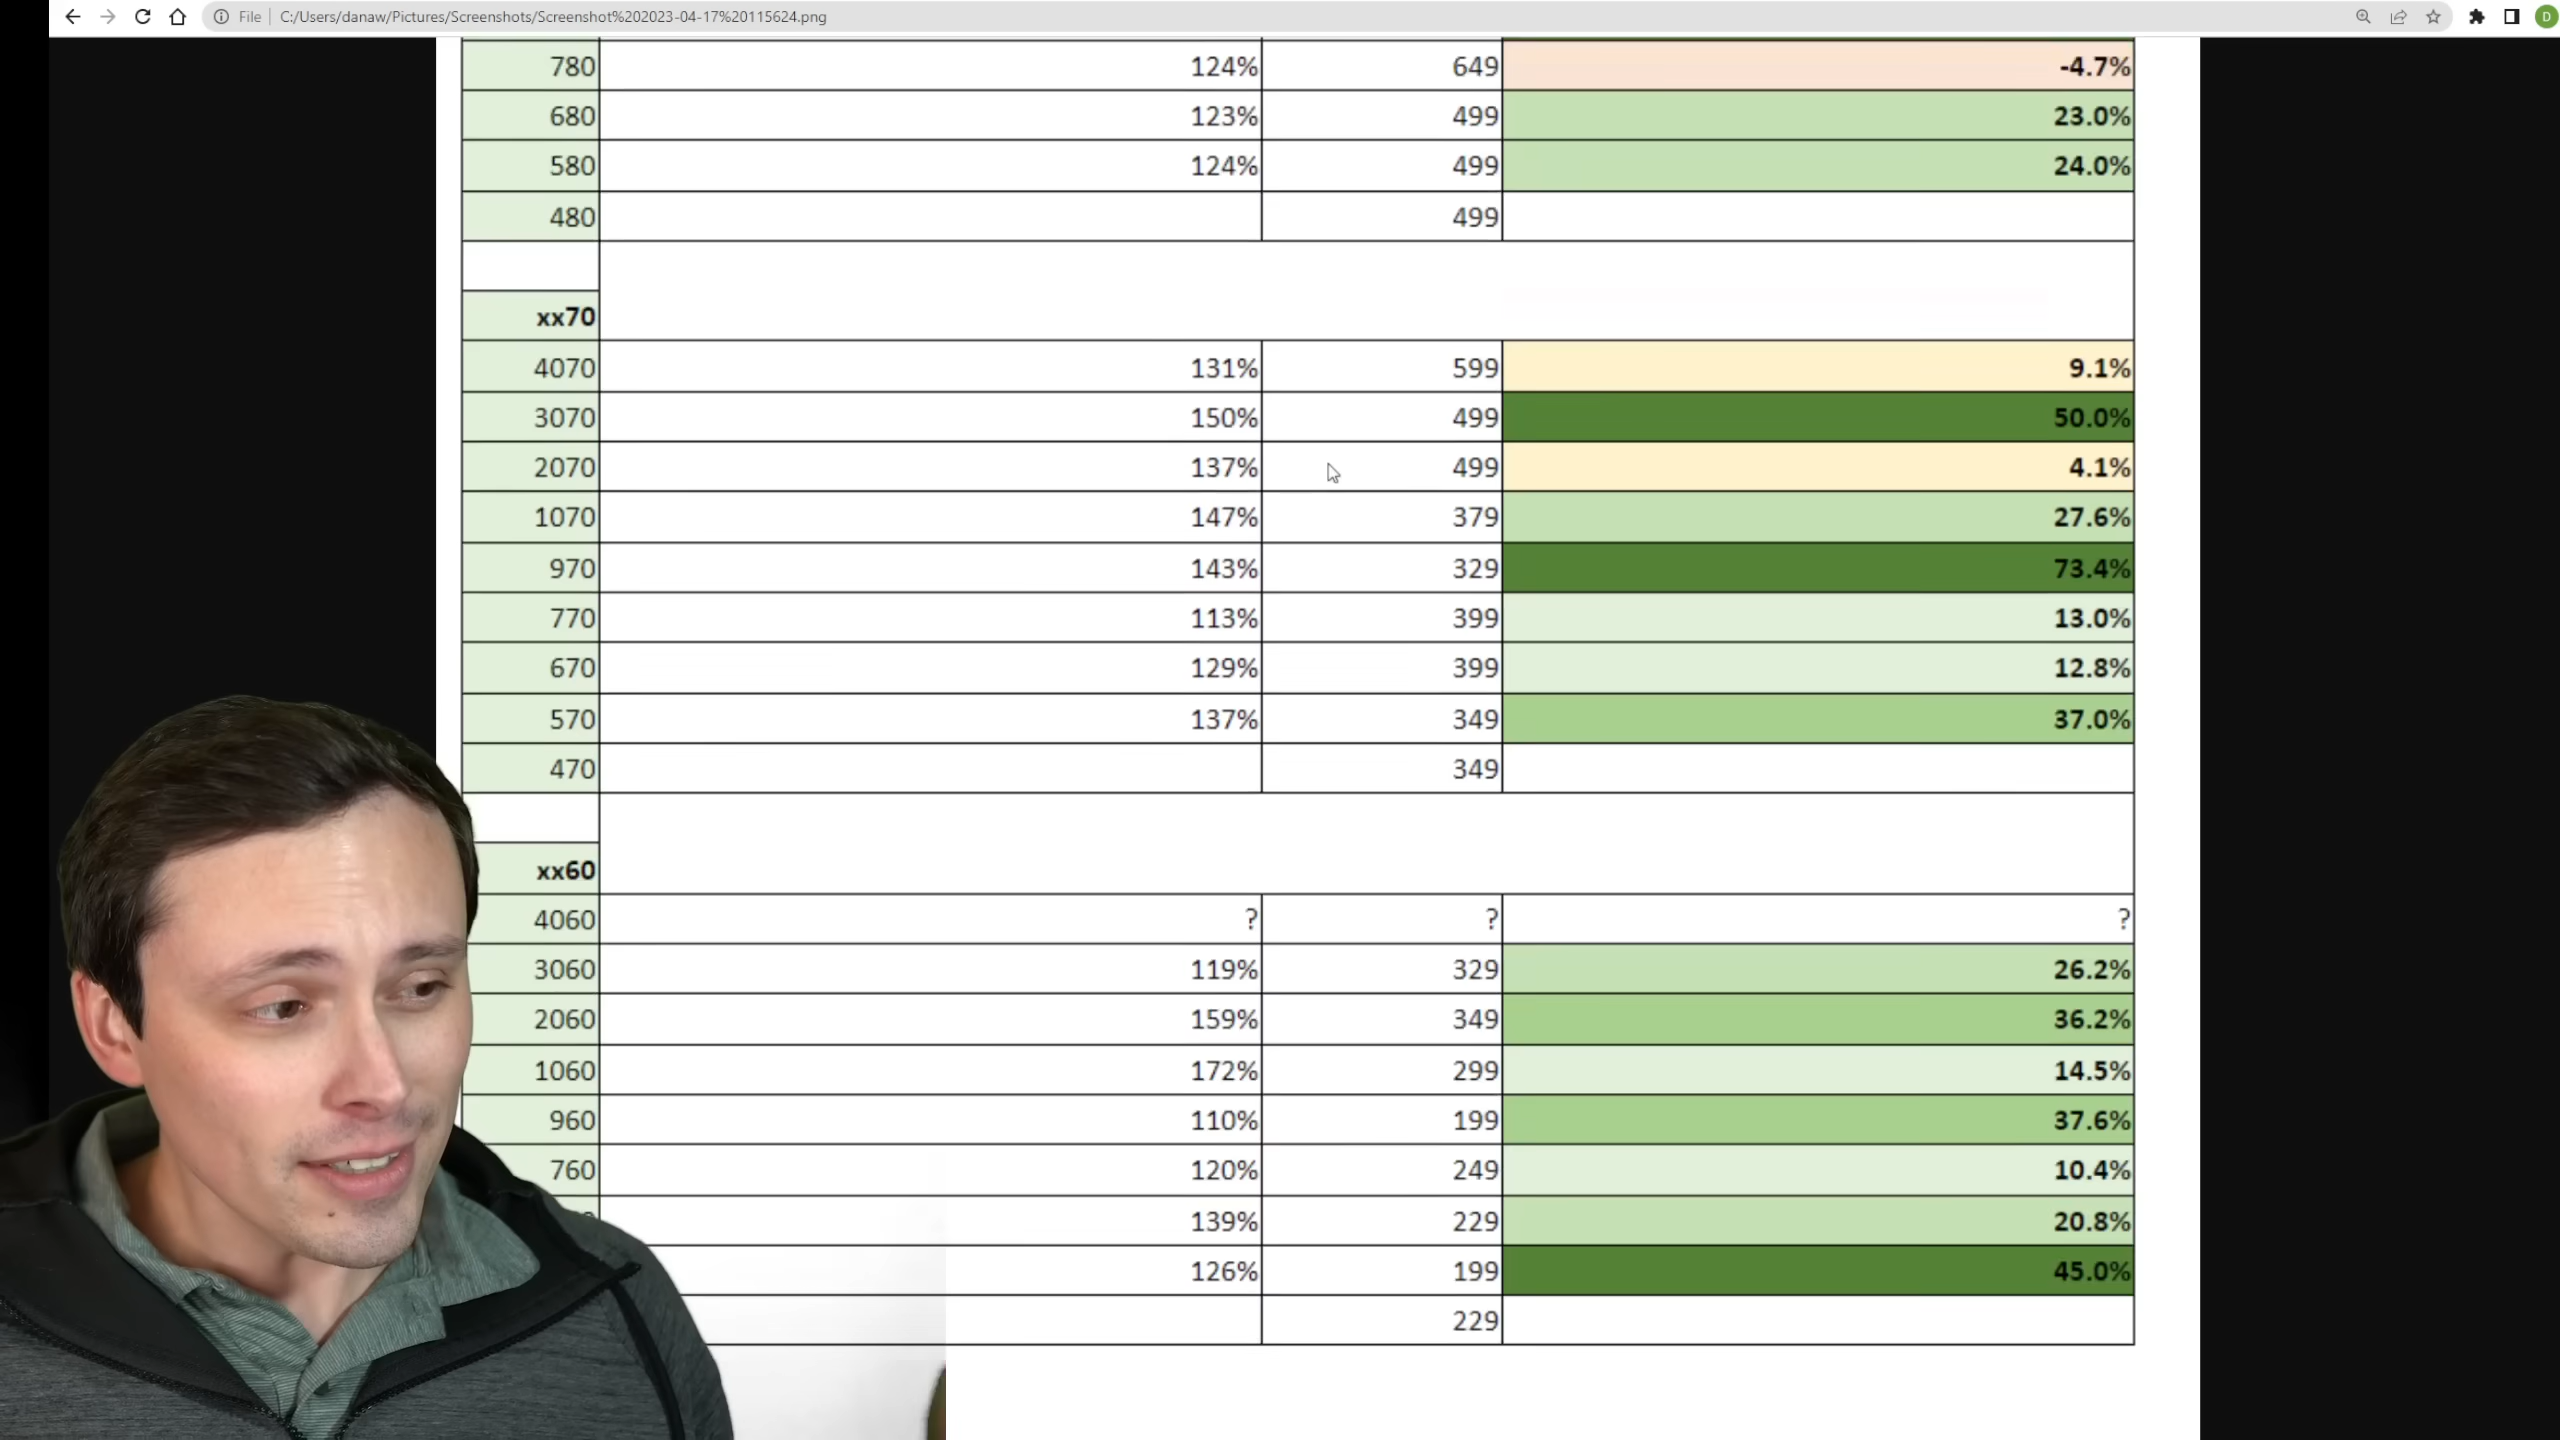 File C:/Users/danaw/Pictures/Screenshots/Screenshot%202023-04-17%20115624.png D
780 124% 649 -4.7%
680 123% 499 23.0%
580 124% 499 24.0%
480 499
xx70
4070 131% 599 9.1%
3070 150% 499 50.0%
2070 137% 499 4.1%
1070 147% 379 27.6%
970 143% 329 73.4%
770 113% 399 13.0%
670 129% 399 12.8%
570 137% 349 37.0%
470 349
xx60
4060 ? ? ?
3060 119% 329 26.2%
2060 159% 349 36.2%
1060 172% 299 14.5%
960 110% 199 37.6%
760 120% 249 10.4%
139% 229 20.8%
126% 199 45.0%
229